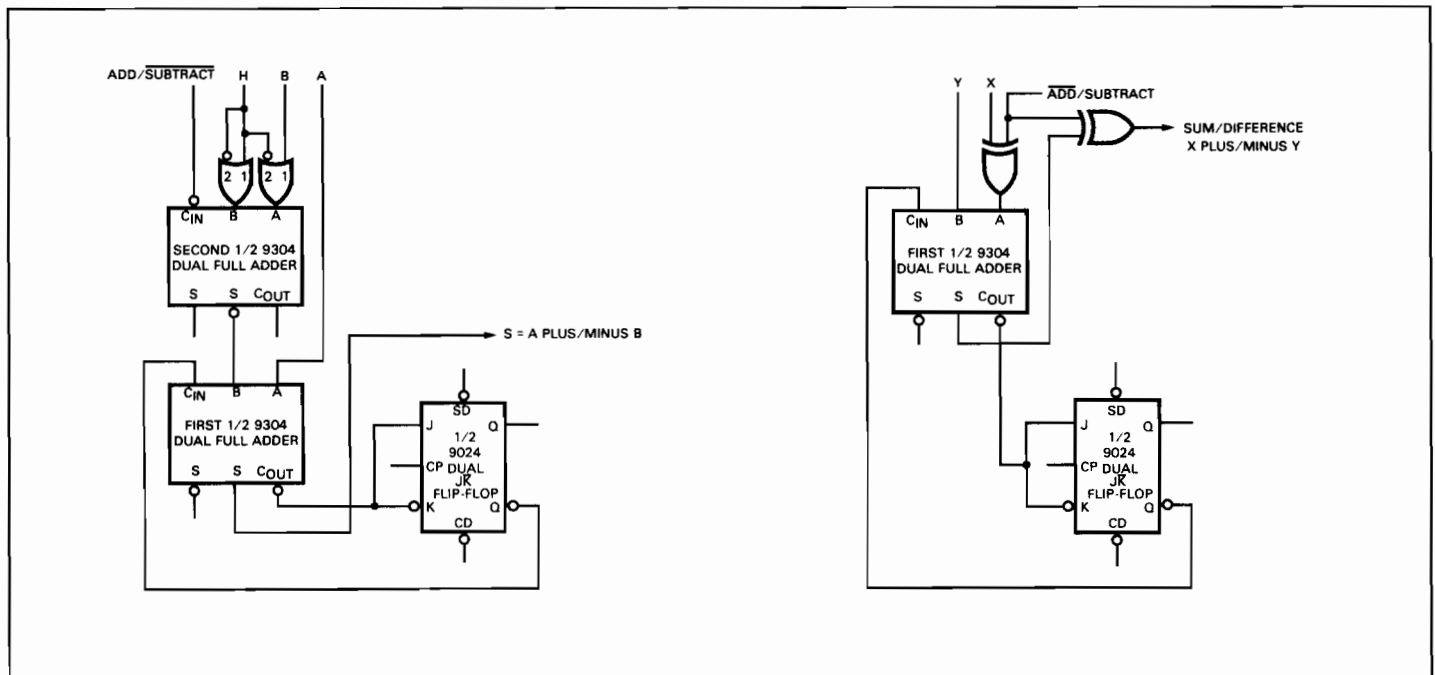 ADD/SUBTRACT H B A
2 1 2 1
CIN B A
SECOND 1/2 9304
DUAL FULL ADDER
S S COUT
S = A PLUS/MINUS B
CIN B A
FIRST 1/2 9304
DUAL FULL ADDER
S S COUT
SD
J Q
1/2
9024
CP DUAL
JK
FLIP-FLOP
K Q
CD
Y X
ADD/SUBTRACT
SUM/DIFFERENCE
X PLUS/MINUS Y
CIN B A
FIRST 1/2 9304
DUAL FULL ADDER
S S COUT
SD
J Q
1/2
9024
CP DUAL
JK
FLIP-FLOP
K Q
CD